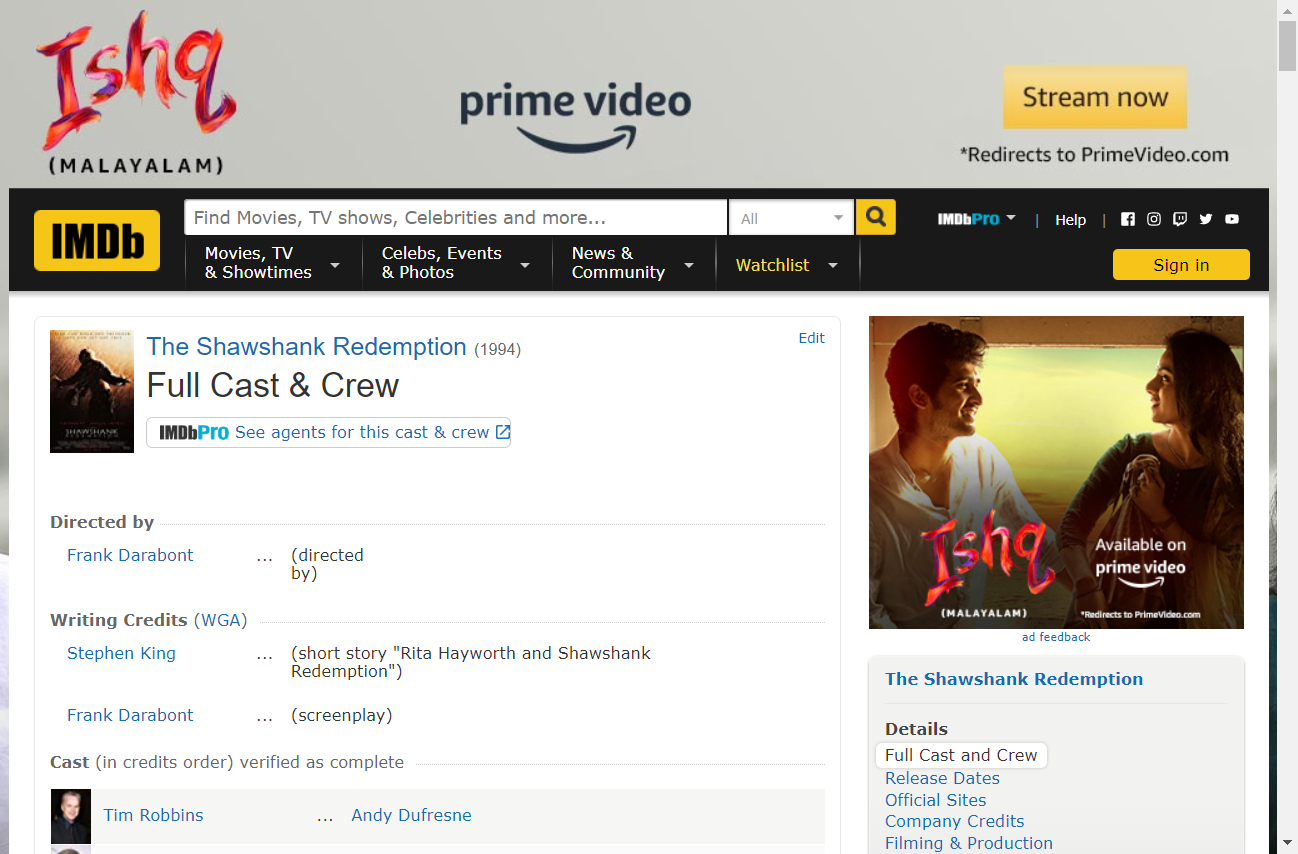 Ishq
(MALAYALAM)
prime video
Stream now
*Redirects to PrimeVideo.com
IMDb
Find Movies, TV shows, Celebrities and more...
All
IMDbPro
|
Help
|
Movies, TV
& Showtimes
Celebs, Events
& Photos
News &
Community
Watchlist
Sign in
The Shawshank Redemption (1994)
Edit
Full Cast & Crew
IMDbPro See agents for this cast & crew
SHAWSHANK
Directed by
Frank Darabont ... (directed
by)
Writing Credits (WGA)
Stephen King ... (short story "Rita Hayworth and Shawshank
Redemption")
Frank Darabont ... (screenplay)
Cast (in credits order) verified as complete
Tim Robbins ... Andy Dufresne
Ishq
(MALAYALAM)
Available on
prime video
*Redirects to PrimeVideo.com
ad feedback
The Shawshank Redemption
Details
Full Cast and Crew
Release Dates
Official Sites
Company Credits
Filming & Production